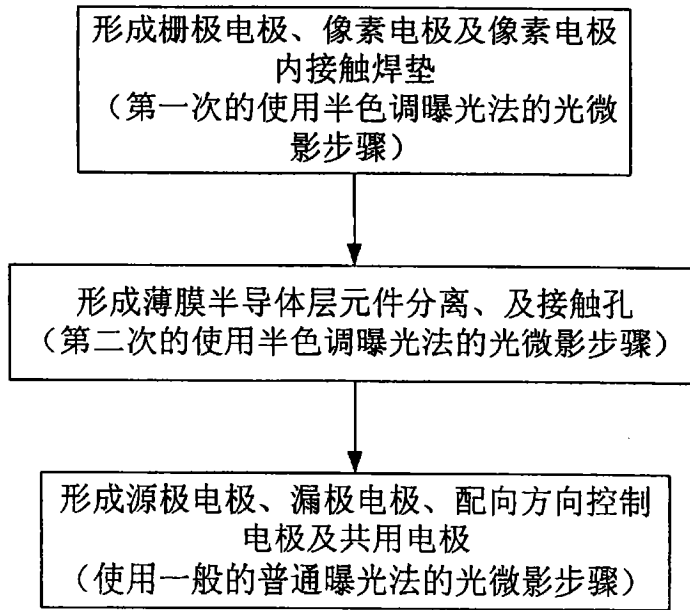 形成栅极电极、像素电极及像素电极
内接触焊垫
（第一次的使用半色调曝光法的光微
影步骤）
形成薄膜半导体层元件分离、及接触孔
（第二次的使用半色调曝光法的光微影步骤）
形成源极电极、漏极电极、配向方向控制
电极及共用电极
（使用一般的普通曝光法的光微影步骤）